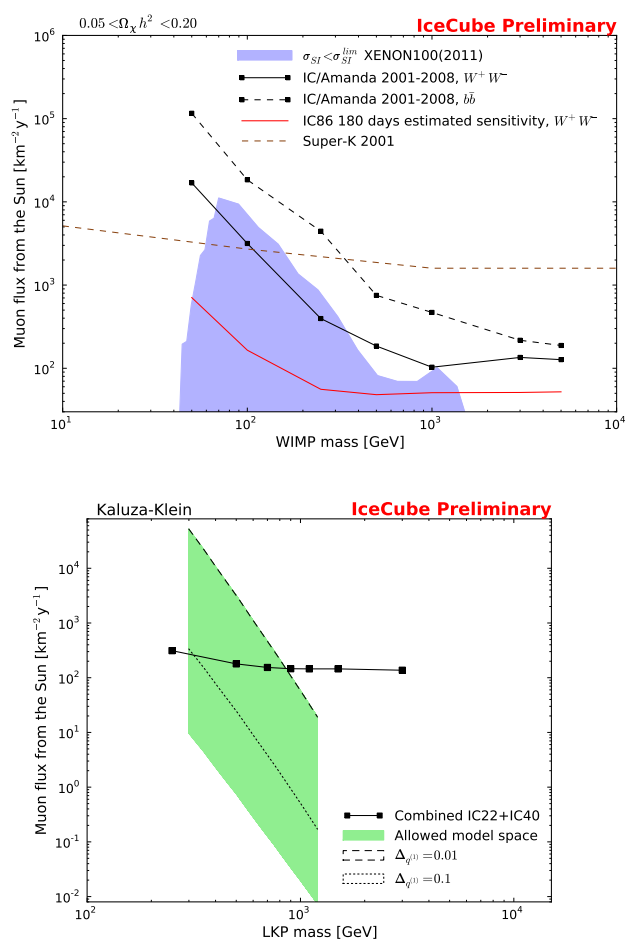 0.05 < Ω_χ h² < 0.20
IceCube Preliminary
σ_SI < σ_SI^lim XENON100(2011)
IC/Amanda 2001-2008, W⁺W⁻
IC/Amanda 2001-2008, bb̄
IC86 180 days estimated sensitivity, W⁺W⁻
Super-K 2001
Muon flux from the Sun [km⁻² y⁻¹]
10⁶
10⁵
10⁴
10³
10²
10¹ 10² 10³ 10⁴
WIMP mass [GeV]
Kaluza-Klein
IceCube Preliminary
Muon flux from the Sun [km⁻² y⁻¹]
10⁴
10³
10²
10¹
10⁰
10⁻¹
10⁻²
Combined IC22+IC40
Allowed model space
Δ_q⁽¹⁾ = 0.01
Δ_q⁽¹⁾ = 0.1
10² 10³ 10⁴
LKP mass [GeV]